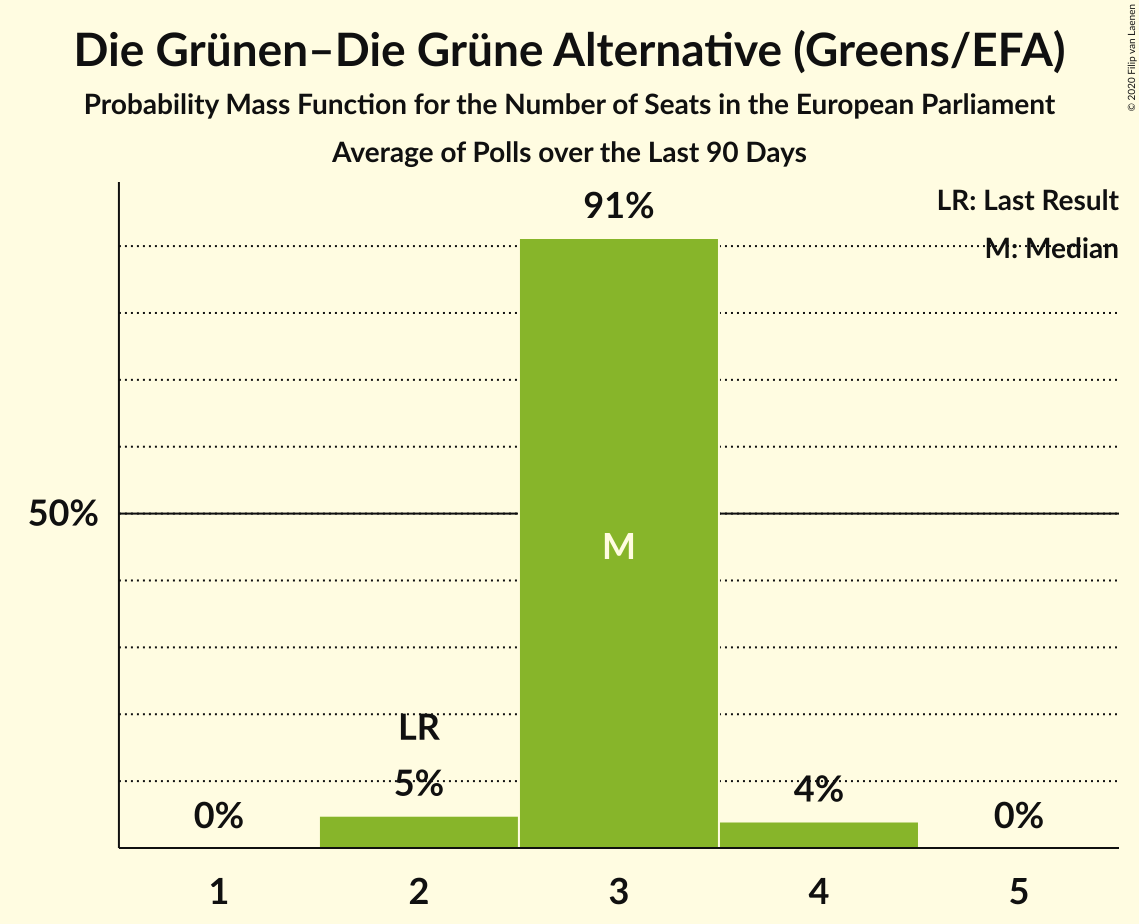 Die Grünen–Die Grüne Alternative (Greens/EFA)
Probability Mass Function for the Number of Seats in the European Parliament
Average of Polls over the Last 90 Days
© 2020 Filip van Laenen
LR: Last Result
M: Median
91%
50%
M
LR
5%
4%
0%
0%
1 2 3 4 5